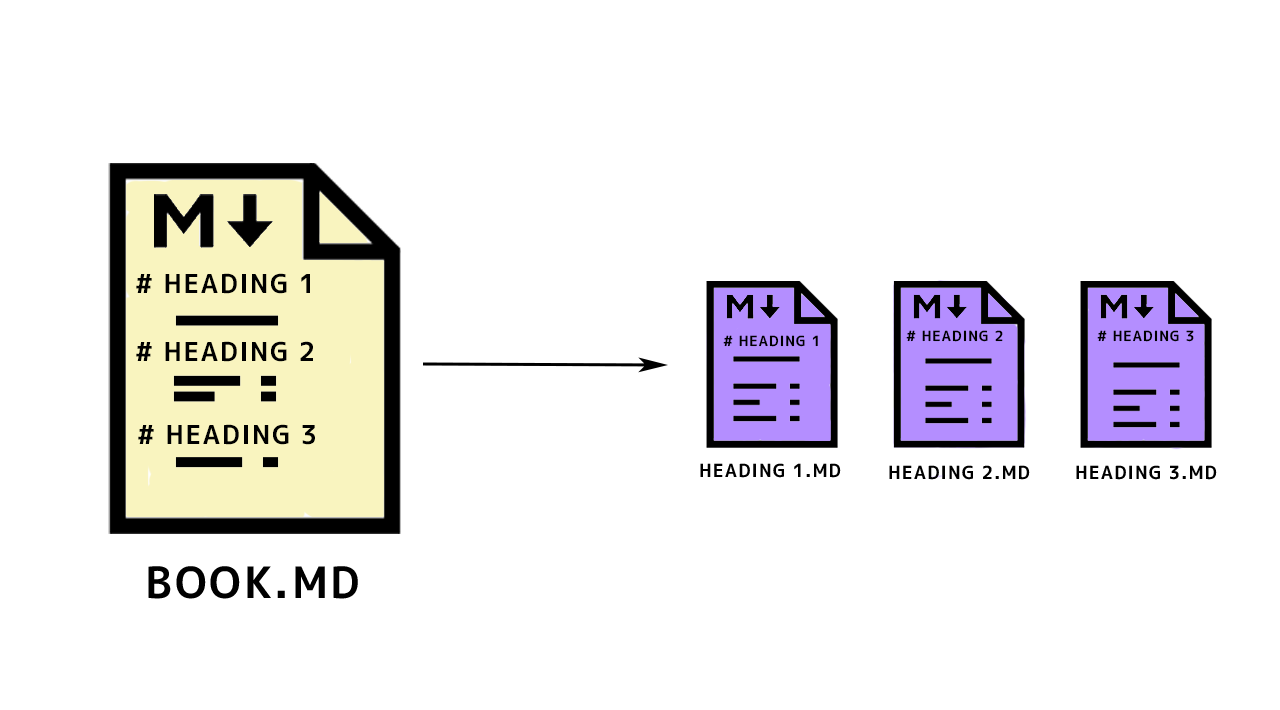 M
# HEADING 1
# HEADING 2
# HEADING 3
BOOK.MD
M
# HEADING 1
HEADING 1.MD
M
# HEADING 2
HEADING 2.MD
M
# HEADING 3
HEADING 3.MD